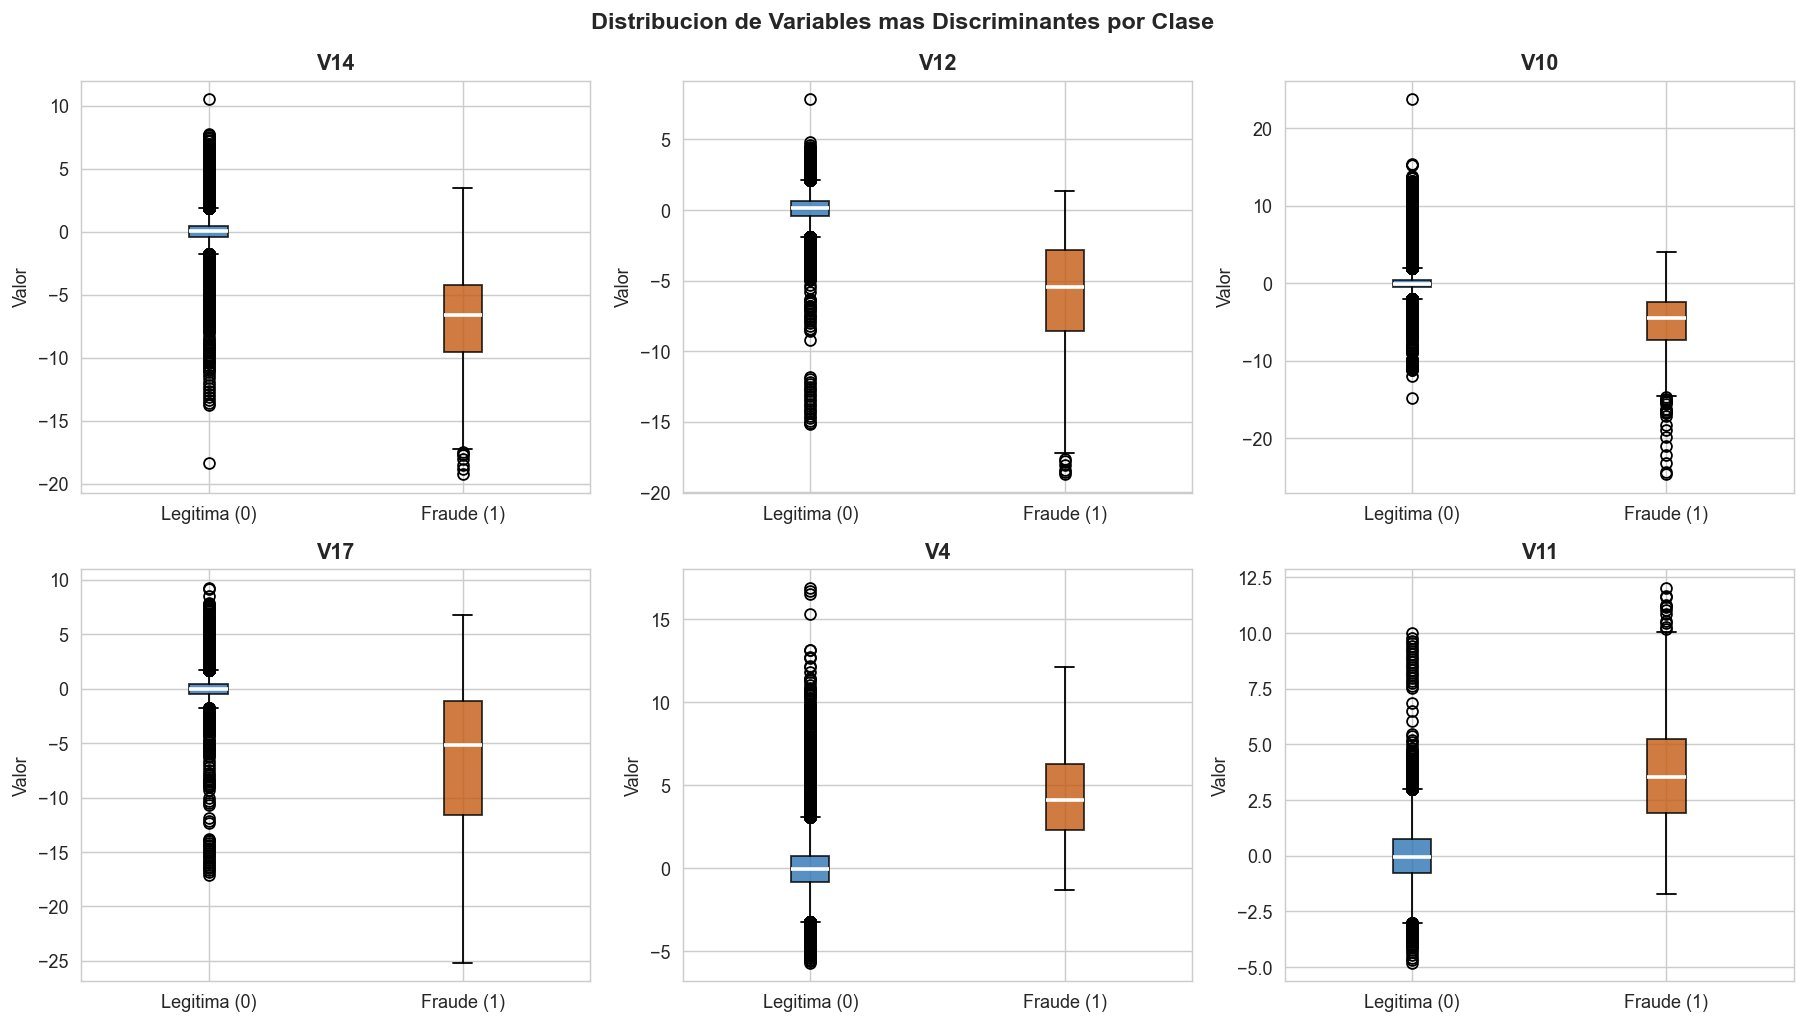 Distribucion de Variables mas Discriminantes por Clase
V14
Valor
10
5
0
−5
−10
−15
−20
Legitima (0) Fraude (1)
V12
Valor
5
0
−5
−10
−15
−20
Legitima (0) Fraude (1)
V10
Valor
20
10
0
−10
−20
Legitima (0) Fraude (1)
V17
Valor
10
5
0
−5
−10
−15
−20
−25
Legitima (0) Fraude (1)
V4
Valor
15
10
5
0
−5
Legitima (0) Fraude (1)
V11
Valor
12.5
10.0
7.5
5.0
2.5
0.0
−2.5
−5.0
Legitima (0) Fraude (1)